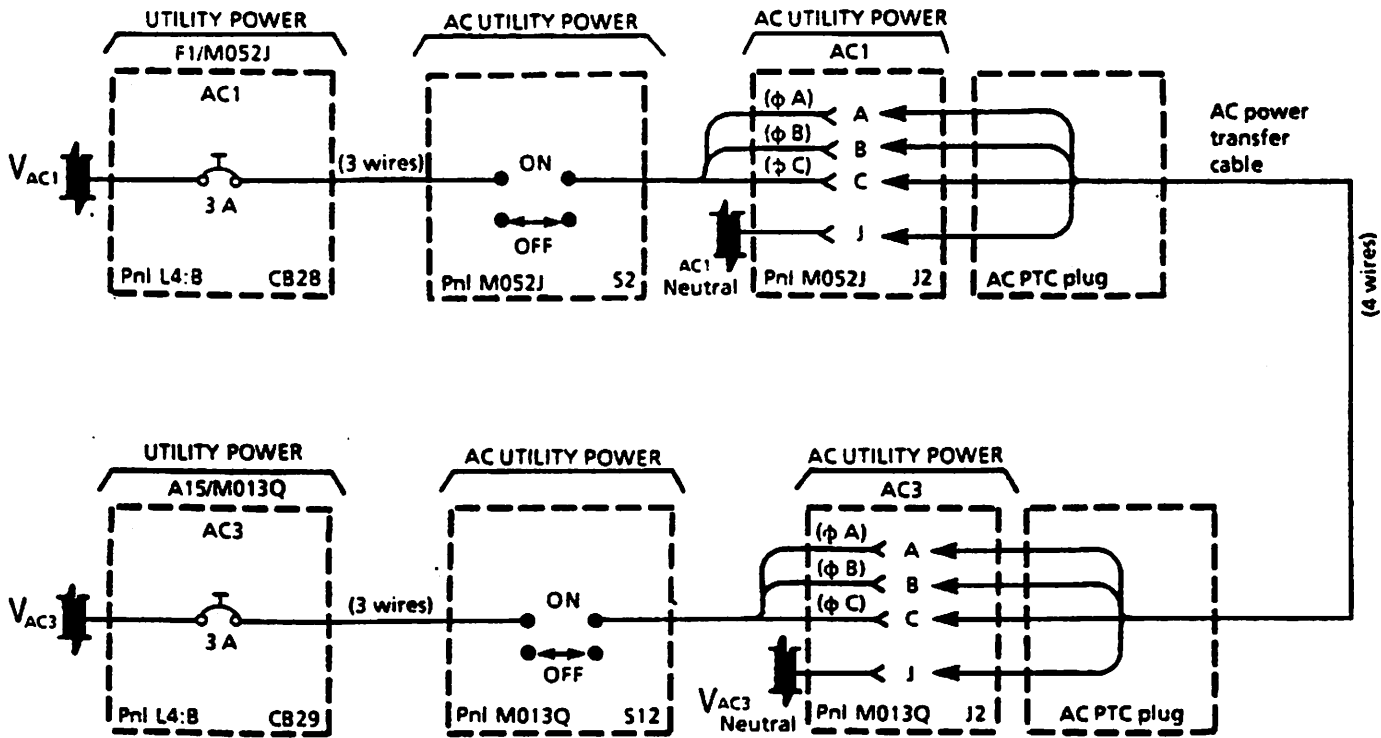 UTILITY POWER
F1/M052J
AC1
VAC1
3 A
Pnl L4:B CB28
(3 wires)
AC UTILITY POWER
ON
OFF
Pnl M052J S2
AC UTILITY POWER
AC1
(ϕ A) A
(ϕ B) B
(ϕ C) C
J
AC1
Neutral
Pnl M052J J2
AC PTC plug
AC power
transfer
cable
(4 wires)
UTILITY POWER
A15/M013Q
AC3
VAC3
3 A
Pnl L4:B CB29
(3 wires)
AC UTILITY POWER
ON
OFF
Pnl M013Q S12
AC UTILITY POWER
AC3
(ϕ A) A
(ϕ B) B
(ϕ C) C
J
VAC3
Neutral
Pnl M013Q J2
AC PTC plug